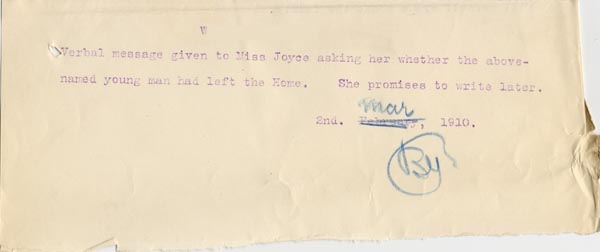 W
Verbal message given to Miss Joyce asking her whether the above-
named young man had left the Home. She promises to write later.
Mar
2nd. February, 1910.